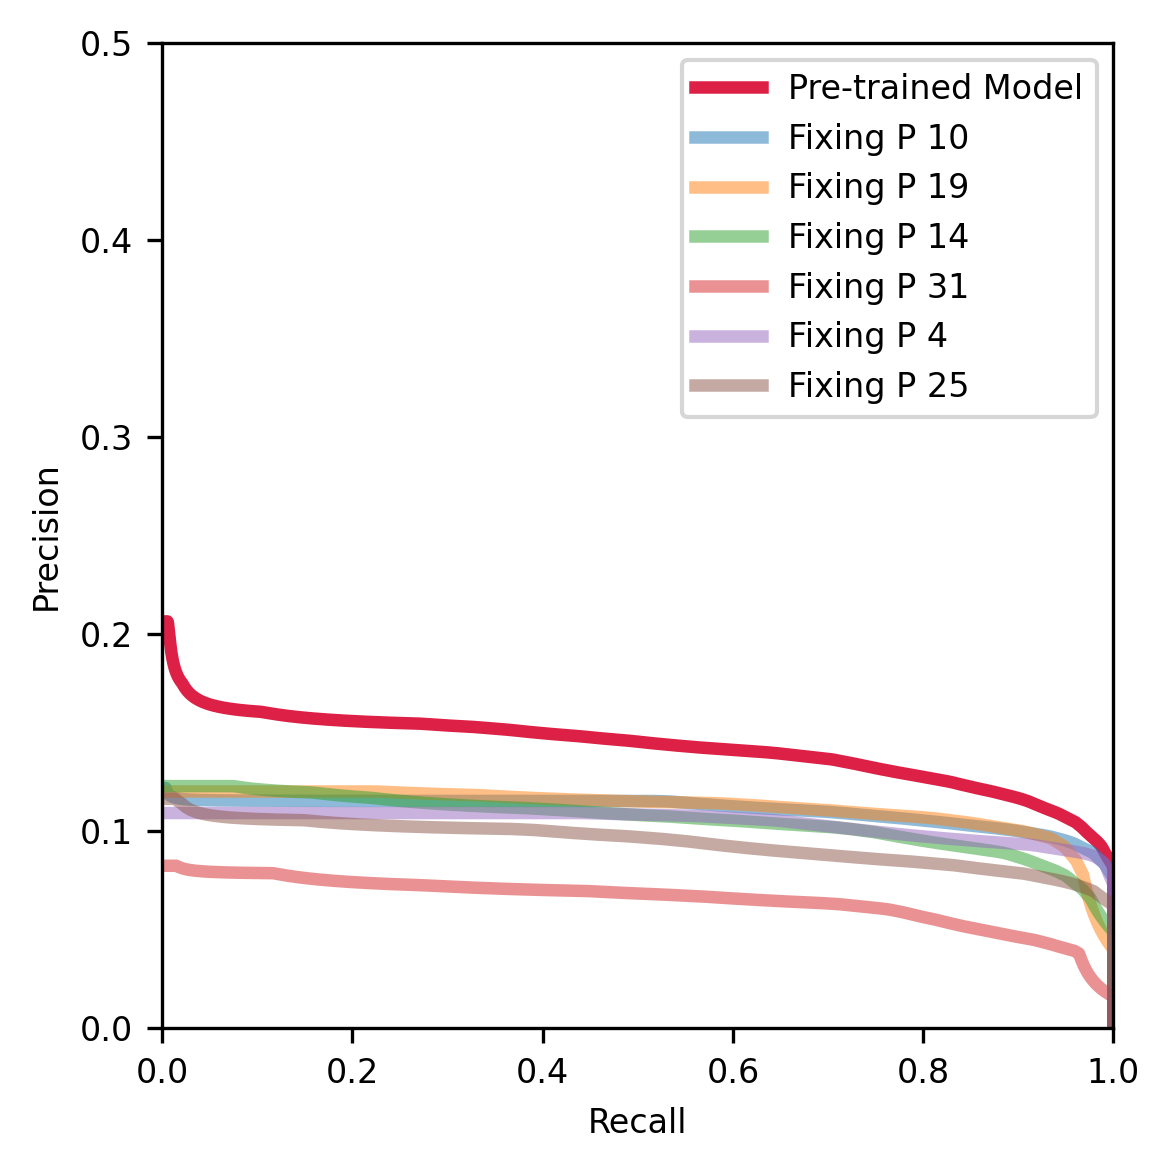 0.5
0.4
0.3
0.2
0.1
0.0
Precision
Pre-trained Model
Fixing P 10
Fixing P 19
Fixing P 14
Fixing P 31
Fixing P 4
Fixing P 25
0.0 0.2 0.4 0.6 0.8 1.0
Recall